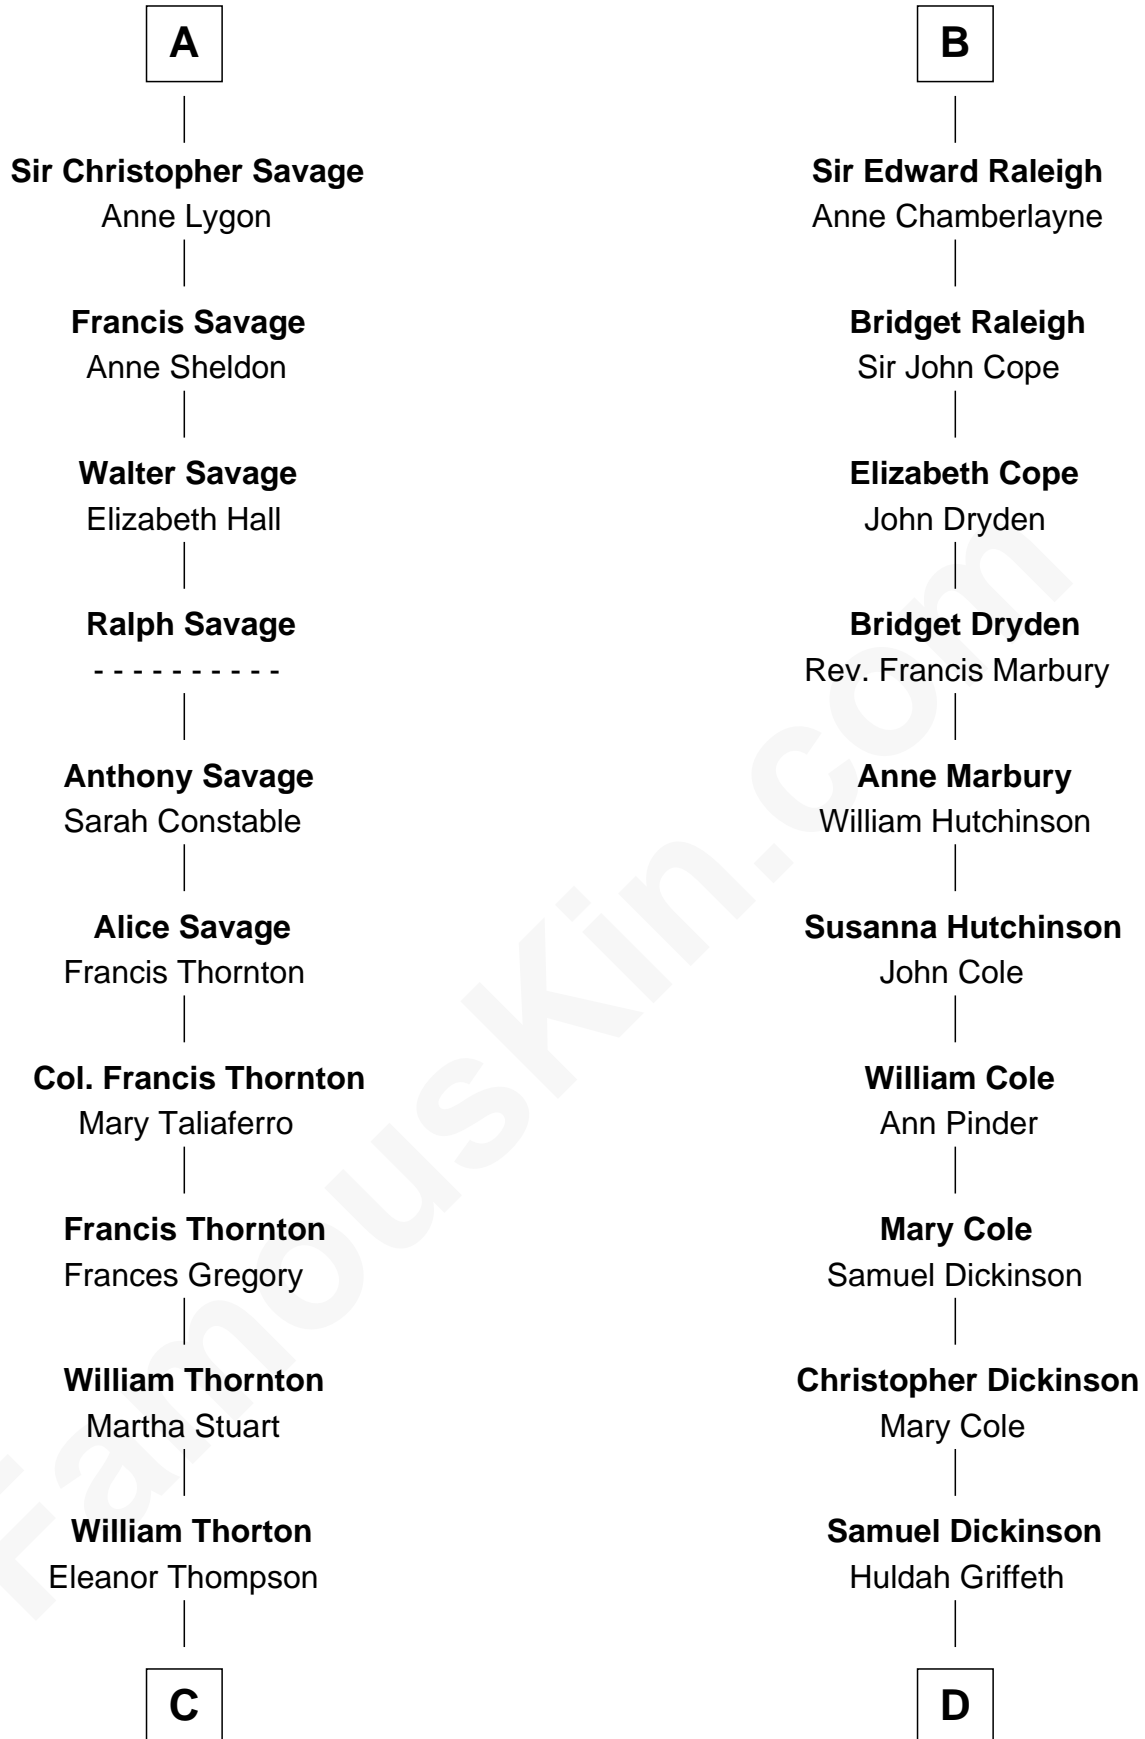 A
Sir Christopher Savage
Anne Lygon
Francis Savage
Anne Sheldon
Walter Savage
Elizabeth Hall
Ralph Savage
- - - - - - - - - -
Anthony Savage
Sarah Constable
Alice Savage
Francis Thornton
Col. Francis Thornton
Mary Taliaferro
Francis Thornton
Frances Gregory
William Thornton
Martha Stuart
William Thorton
Eleanor Thompson
C
B
Sir Edward Raleigh
Anne Chamberlayne
Bridget Raleigh
Sir John Cope
Elizabeth Cope
John Dryden
Bridget Dryden
Rev. Francis Marbury
Anne Marbury
William Hutchinson
Susanna Hutchinson
John Cole
William Cole
Ann Pinder
Mary Cole
Samuel Dickinson
Christopher Dickinson
Mary Cole
Samuel Dickinson
Huldah Griffeth
D
FamousKin.com